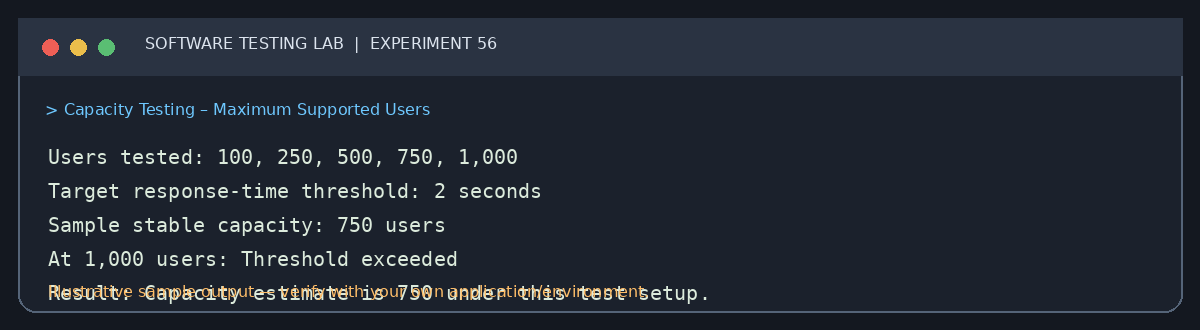 SOFTWARE TESTING LAB | EXPERIMENT 56
> Capacity Testing – Maximum Supported Users
Users tested: 100, 250, 500, 750, 1,000
Target response-time threshold: 2 seconds
Sample stable capacity: 750 users
At 1,000 users: Threshold exceeded
Result: Capacity estimate is 750 under this test setup.
Illustrative sample output — verify with your own application/environment